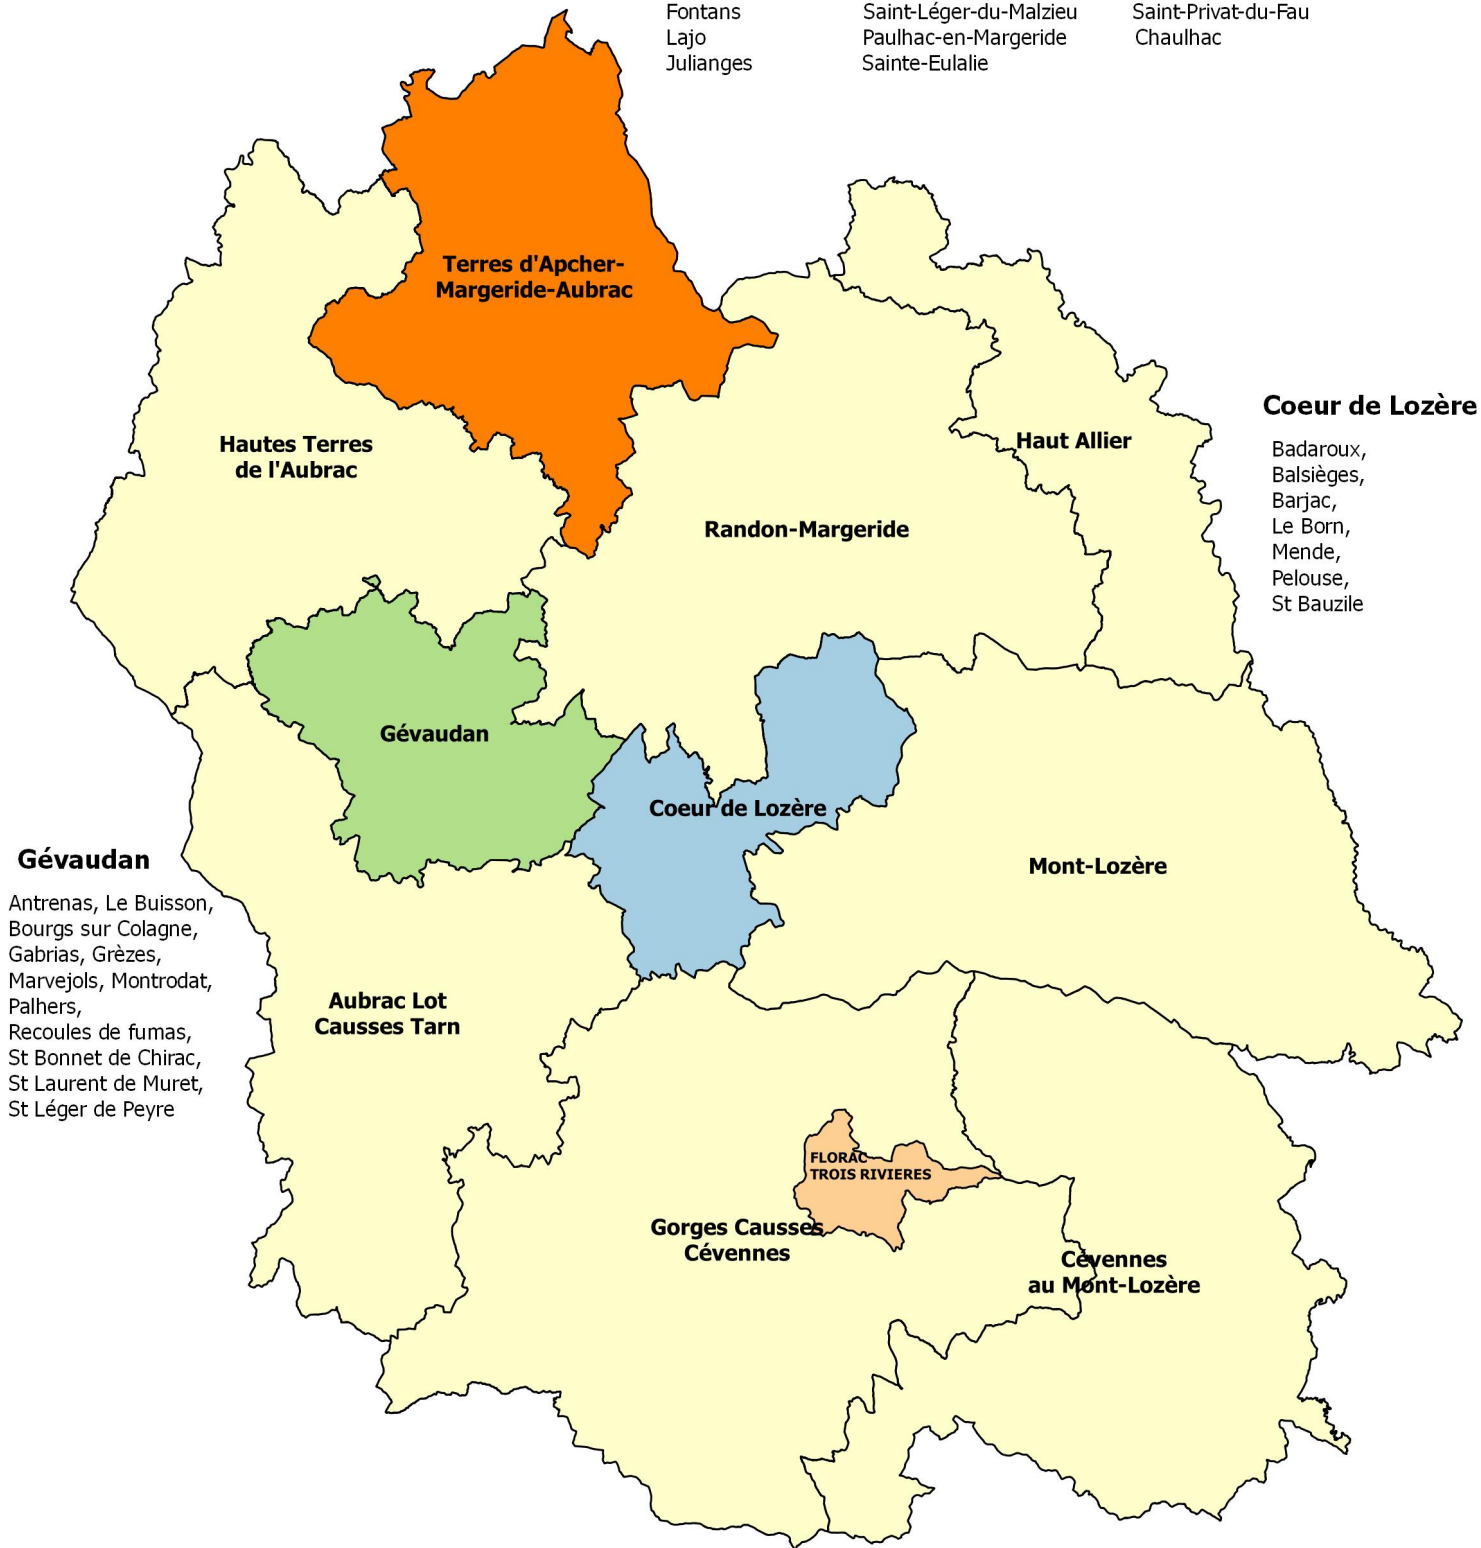 Fontans Saint-Léger-du-Malzieu Saint-Privat-du-Fau
Lajo Paulhac-en-Margeride Chaulhac
Julianges Sainte-Eulalie
Terres d'Apcher-
Margeride-Aubrac
Coeur de Lozère
Badaroux,
Balsièges,
Barjac,
Le Born,
Mende,
Pelouse,
St Bauzile
Hautes Terres
de l'Aubrac
Haut Allier
Randon-Margeride
Gévaudan
Coeur de Lozère
Mont-Lozère
Gévaudan
Antrenas, Le Buisson,
Bourgs sur Colagne,
Gabrias, Grèzes,
Marvejols, Montrodat,
Palhers,
Recoules de fumas,
St Bonnet de Chirac,
St Laurent de Muret,
St Léger de Peyre
Aubrac Lot
Causses Tarn
FLORAC
TROIS RIVIERES
Gorges Causses
Cévennes
Cévennes
au Mont-Lozère